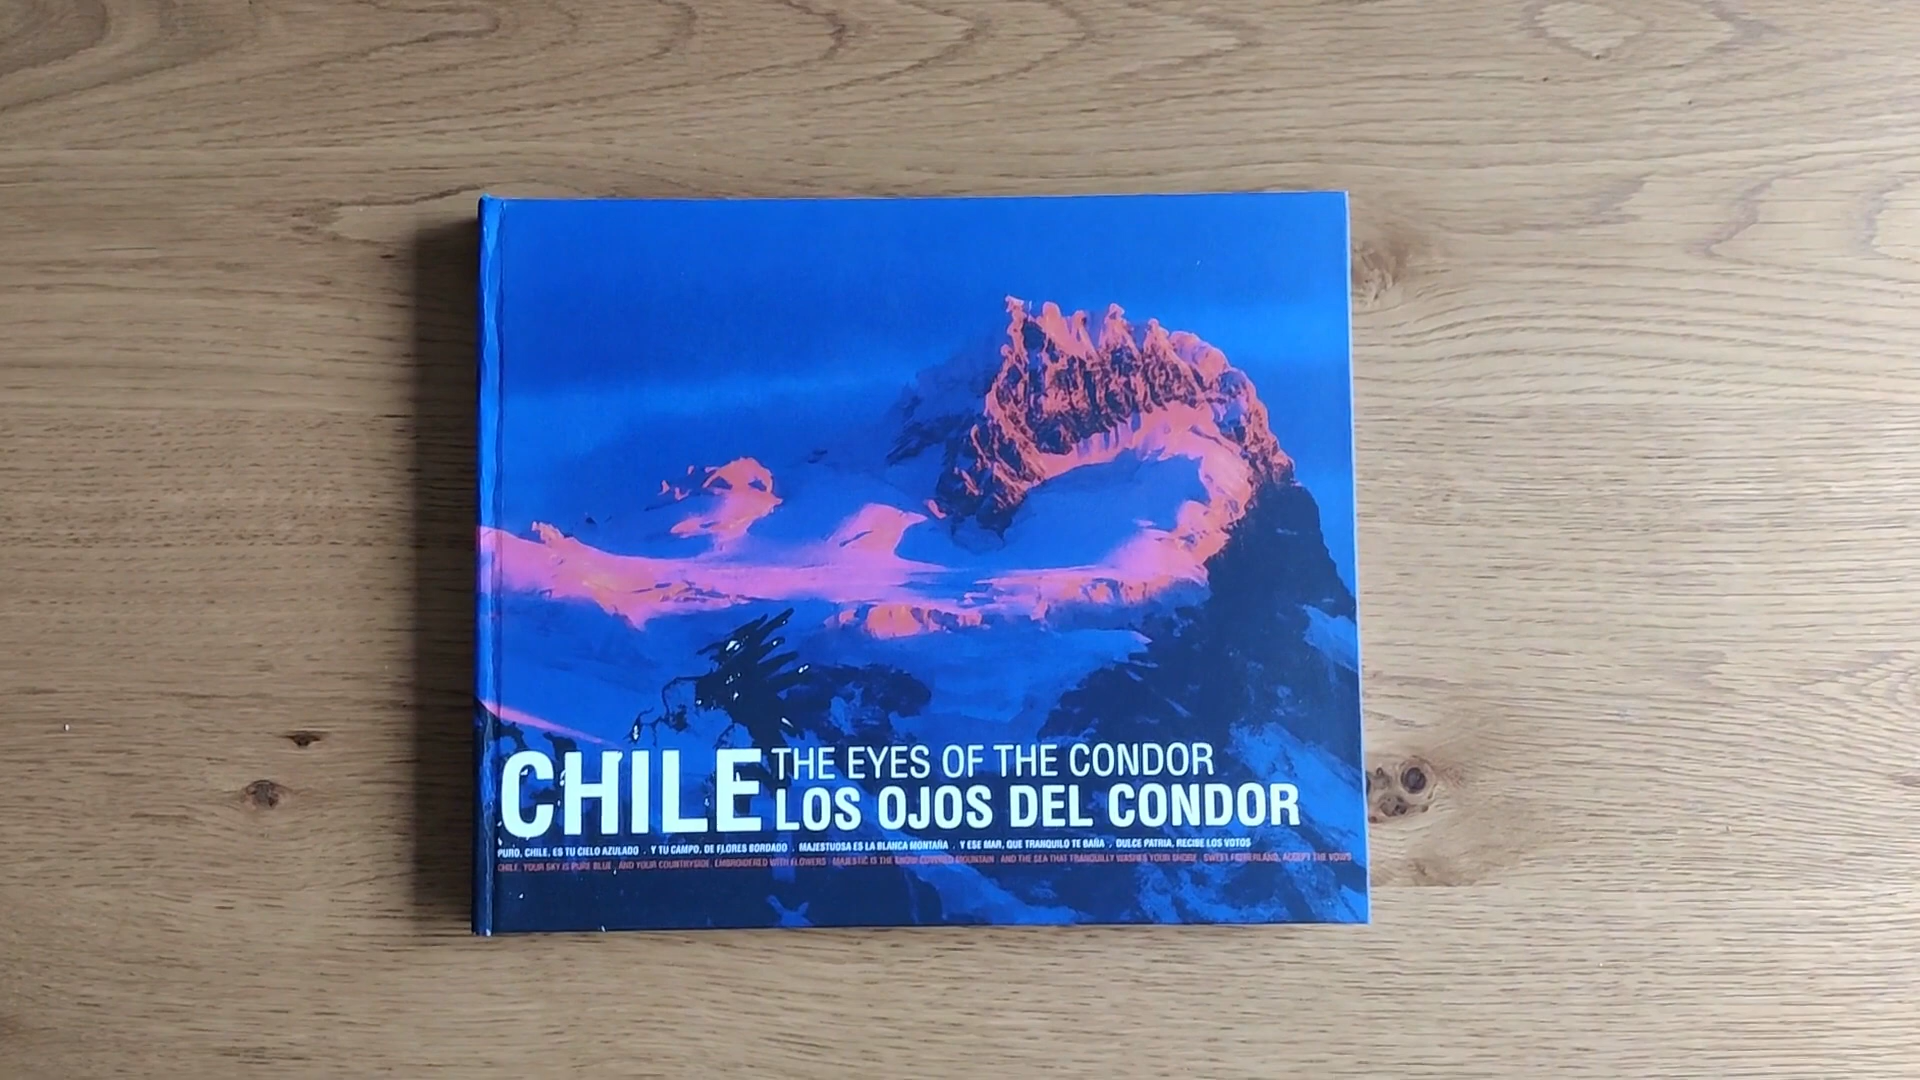 CHILE
THE EYES OF THE CONDOR
LOS OJOS DEL CONDOR
PURO, CHILE, ES TU CIELO AZULADO . Y TU CAMPO, DE FLORES BORDADO . MAJESTUOSA ES LA BLANCA MONTAÑA . Y ESE MAR, QUE TRANQUILO TE BAÑA . DULCE PATRIA, RECIBE LOS VOTOS
CHILE, YOUR SKY IS PURE BLUE . AND YOUR COUNTRYSIDE, EMBROIDERED WITH FLOWERS . MAJESTIC IS THE SNOW COVERED MOUNTAIN . AND THE SEA THAT TRANQUILLY WASHES YOUR SHORE . SWEET FATHERLAND, ACCEPT THE VOWS